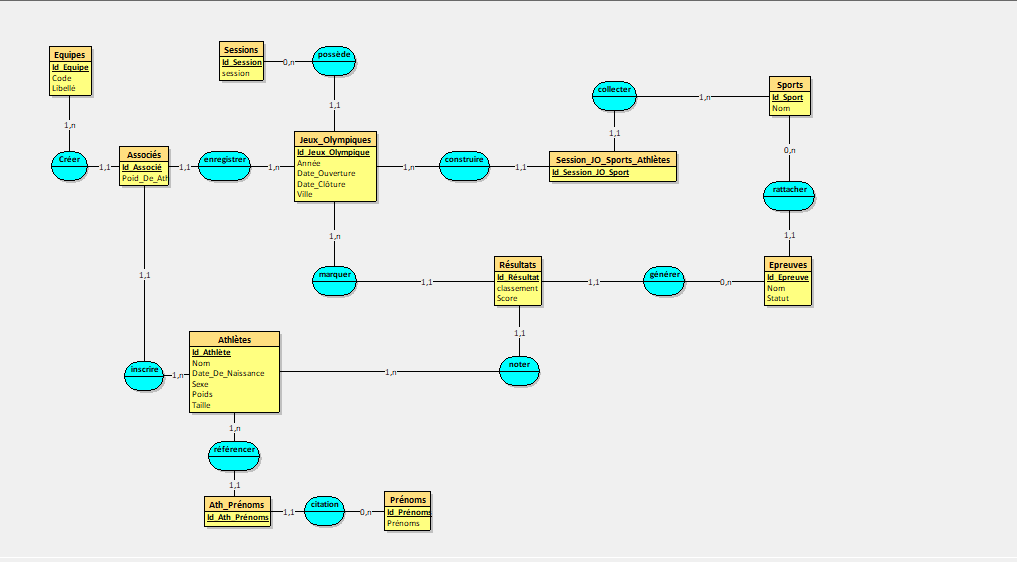 Equipes
Id_Equipe
Code
Libellé
1,n
Créer
1,1
Associés
Id_Associé
Poid_De_Ath
1,1
enregistrer
1,n
Sessions
Id_Session
session
0,n
possède
1,1
Jeux_Olympiques
Id_Jeux_Olympique
Année
Date_Ouverture
Date_Clôture
Ville
1,n
construire
1,1
Session_JO_Sports_Athlètes
Id_Session_JO_Sport
1,1
collecter
1,n
Sports
Id_Sport
Nom
0,n
rattacher
1,1
Epreuves
Id_Epreuve
Nom
Statut
0,n
générer
1,1
Résultats
Id_Résultat
classement
Score
1,1
marquer
1,n
1,1
noter
1,n
1,1
inscrire
1,n
Athlètes
Id_Athlète
Nom
Date_De_Naissance
Sexe
Poids
Taille
1,n
référencer
1,1
Ath_Prénoms
Id_Ath_Prénoms
1,1
citation
0,n
Prénoms
Id_Prénoms
Prénoms